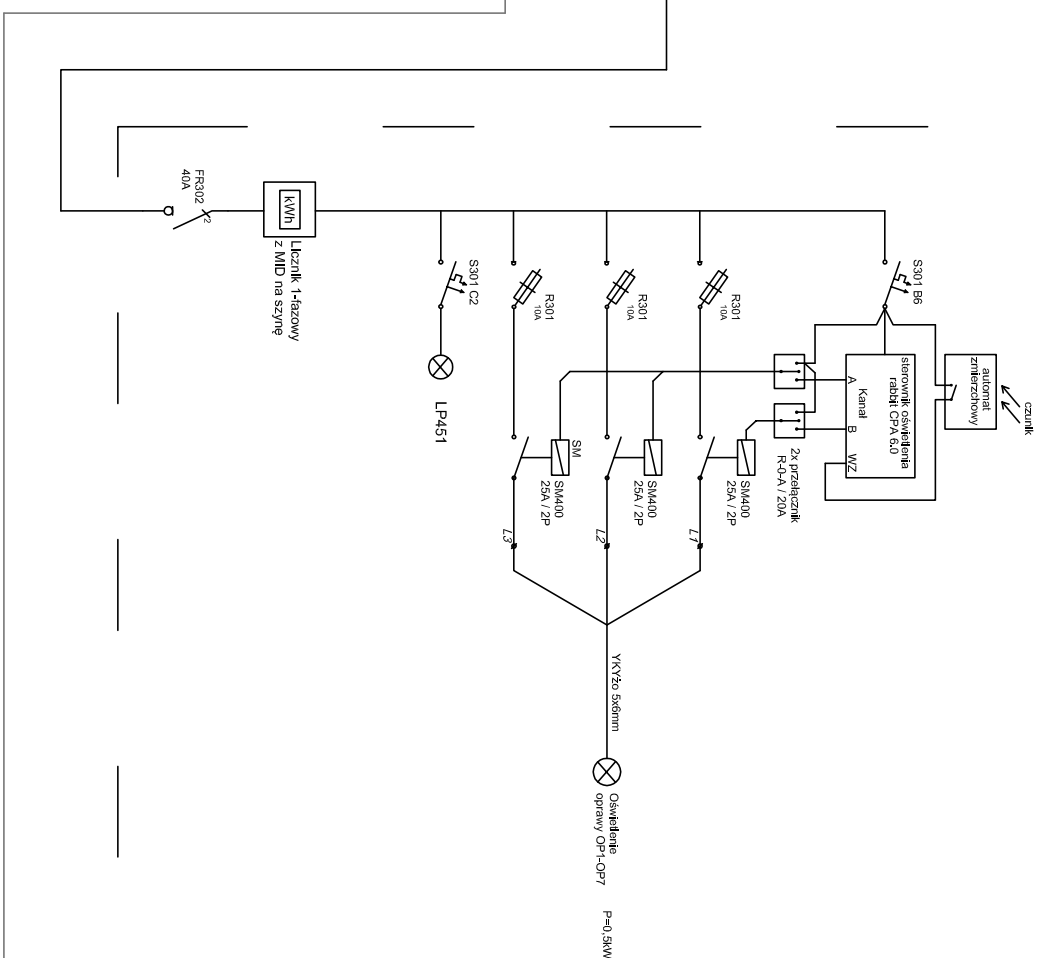 czunik
automat
zmierzchowy
sterownik oświetlenia
rabbit CPA 6.0
Kanał
A
B
WZ
2x przełącznik
R-0-A / 20A
S301 B6
R301
10A
R301
10A
R301
10A
S301 C2
LP451
kWh
LIcznik 1-fazowy
z MID na szynę
FR302
40A
2
SM400
25A / 2P
SM400
25A / 2P
SM
SM400
25A / 2P
L1
L2
L3
YKYżo 5x6mm
Oświetlenie
oprawy OP1-OP7
P=0,5kW